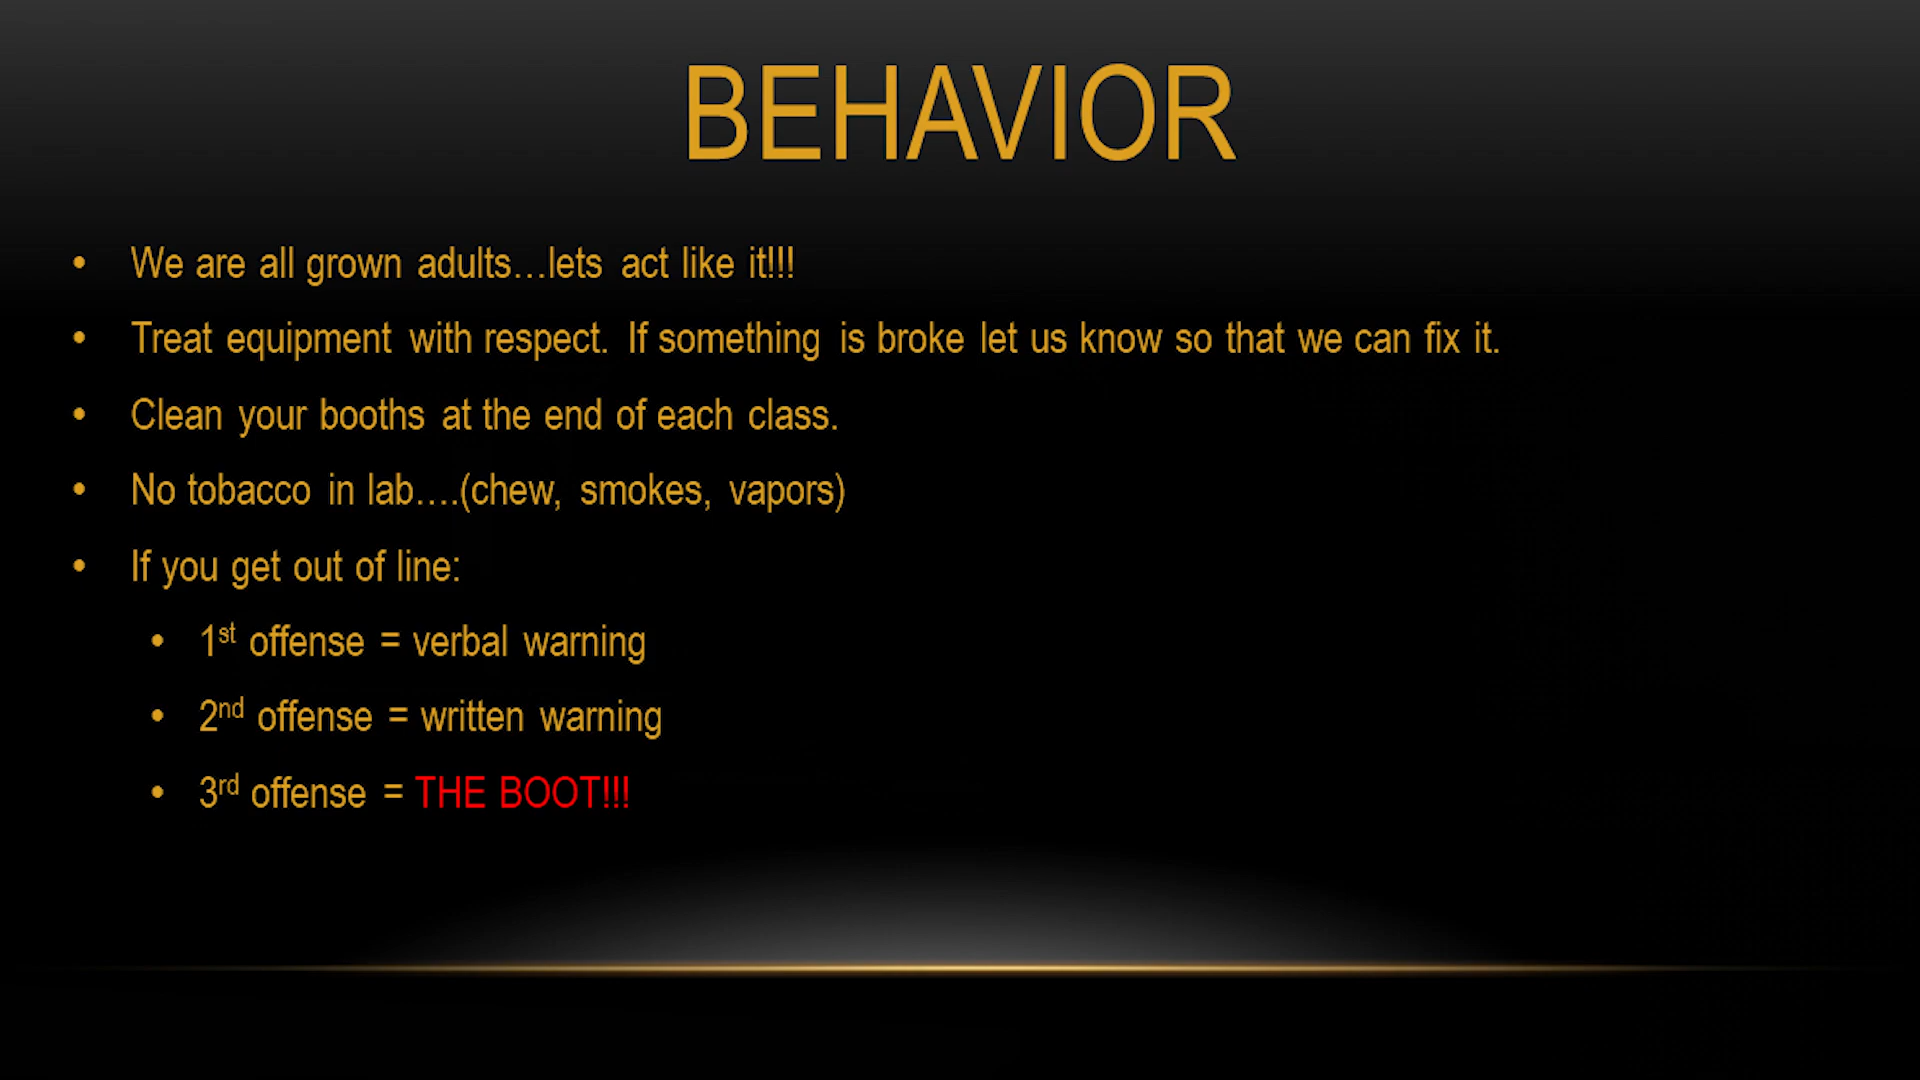 BEHAVIOR
• We are all grown adults…lets act like it!!!
• Treat equipment with respect. If something is broke let us know so that we can fix it.
• Clean your booths at the end of each class.
• No tobacco in lab….(chew, smokes, vapors)
• If you get out of line:
• 1st offense = verbal warning
• 2nd offense = written warning
• 3rd offense = THE BOOT!!!